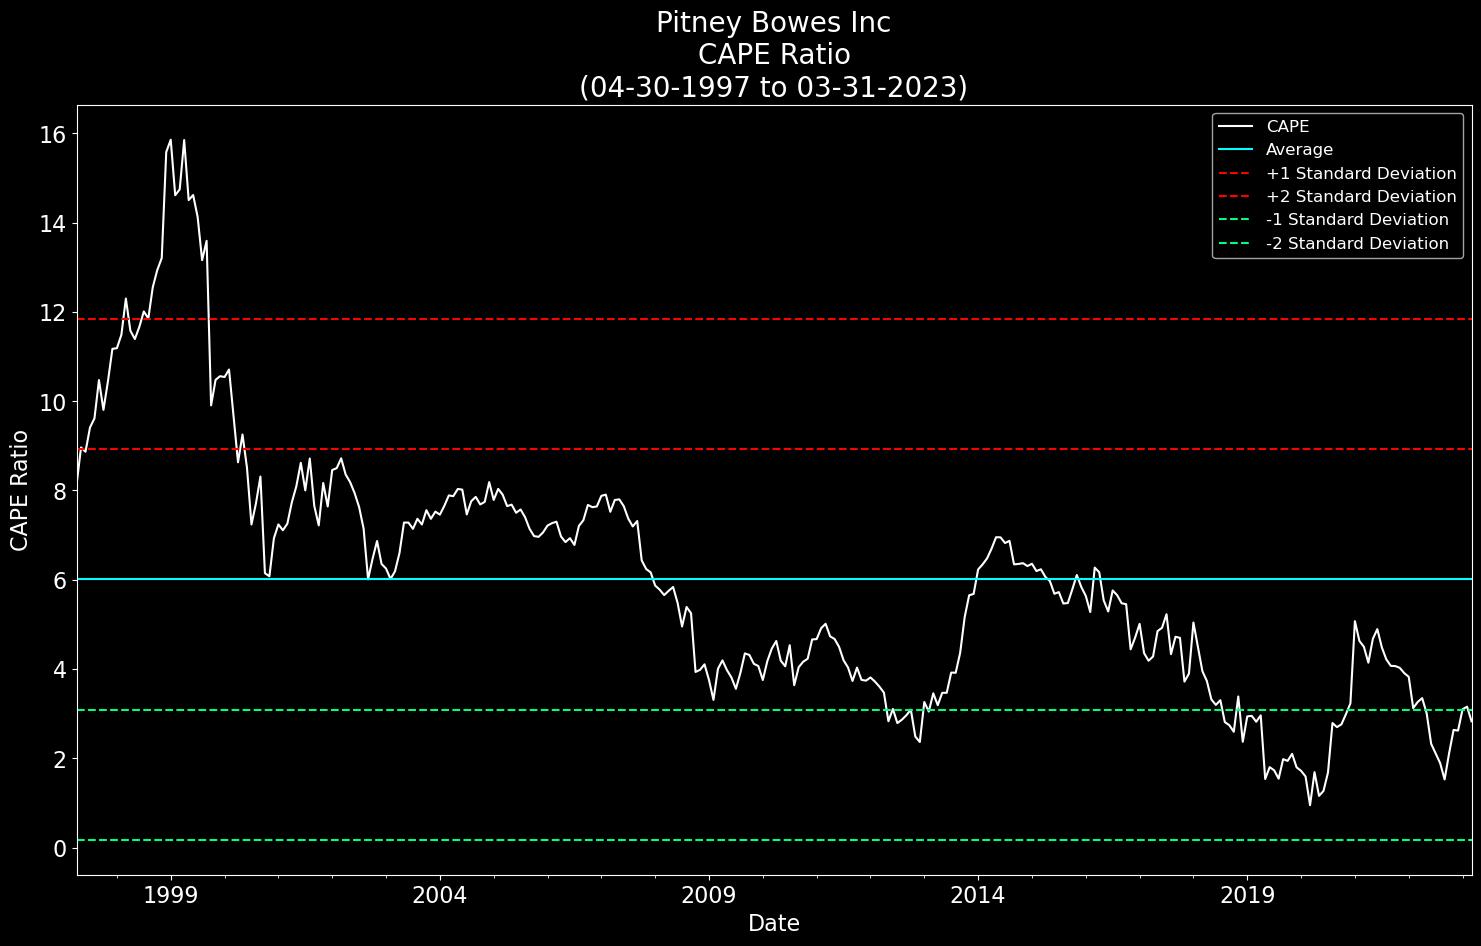 Pitney Bowes Inc
CAPE Ratio
(04-30-1997 to 03-31-2023)
CAPE
Average
+1 Standard Deviation
+2 Standard Deviation
-1 Standard Deviation
-2 Standard Deviation
CAPE Ratio
16
14
12
10
8
6
4
2
0
1999
2004
2009
2014
2019
Date